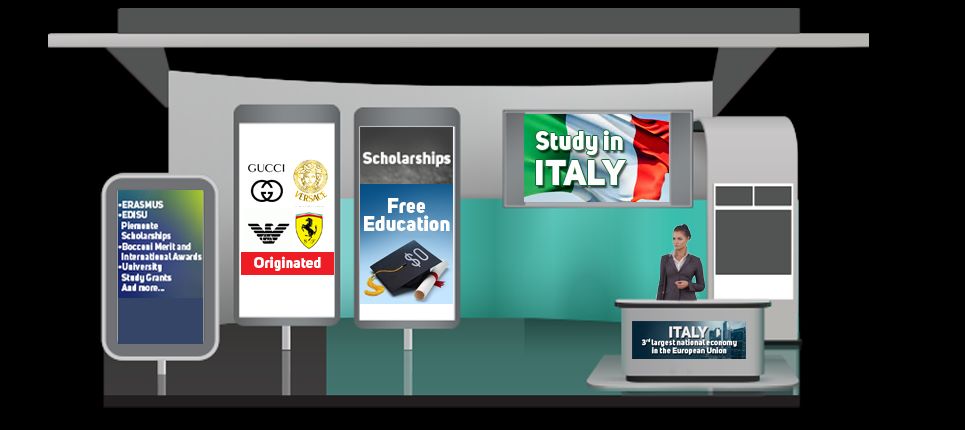 •ERASMUS
•EDISU
Piemonte
Scholarships
•Bocconi Merit and
International Awards
•University
Study Grants
And more...
GUCCI
VERSACE
Originated
Scholarships
Free
Education
$0
Study in
ITALY
ITALY
3rd largest national economy
in the European Union